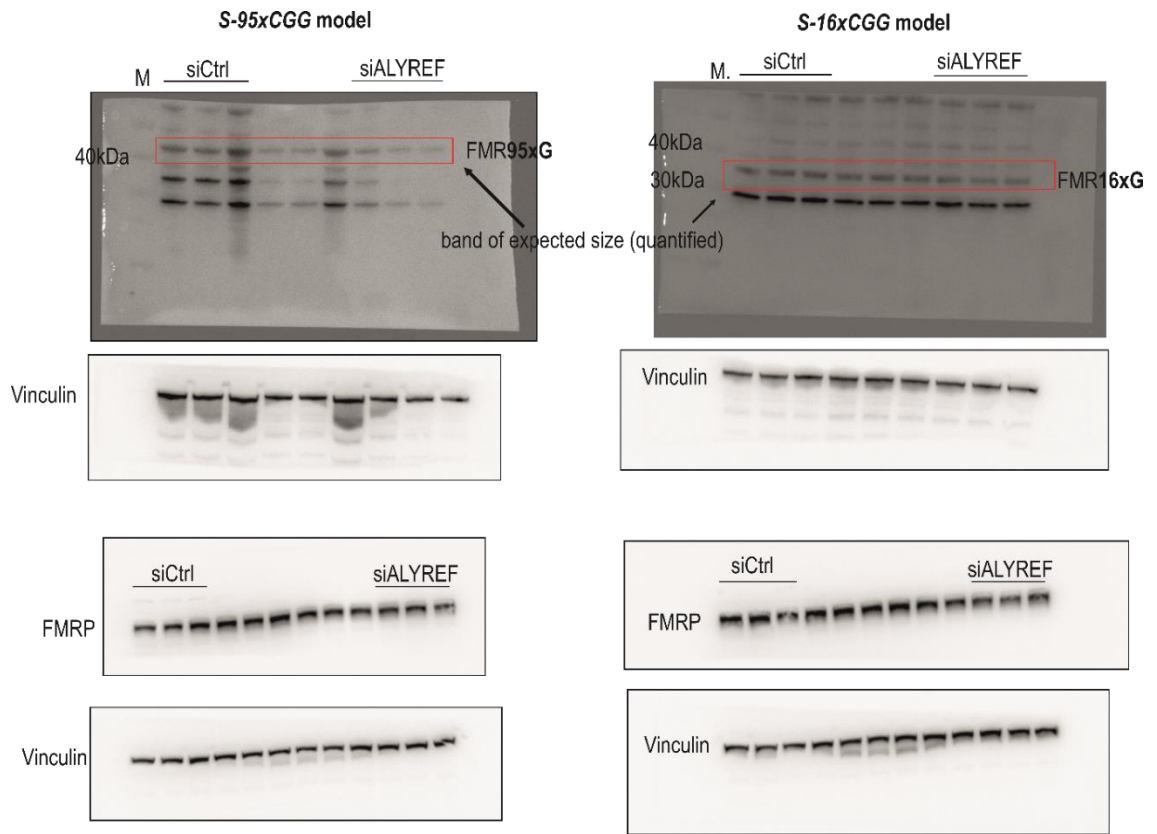 S-95xCGG model
M siCtrl siALYREF
40kDa
FMR95xG
S-16xCGG model
M. siCtrl siALYREF
40kDa
30kDa
FMR16xG
band of expected size (quantified)
Vinculin
Vinculin
siCtrl siALYREF
FMRP
siCtrl siALYREF
FMRP
Vinculin
Vinculin